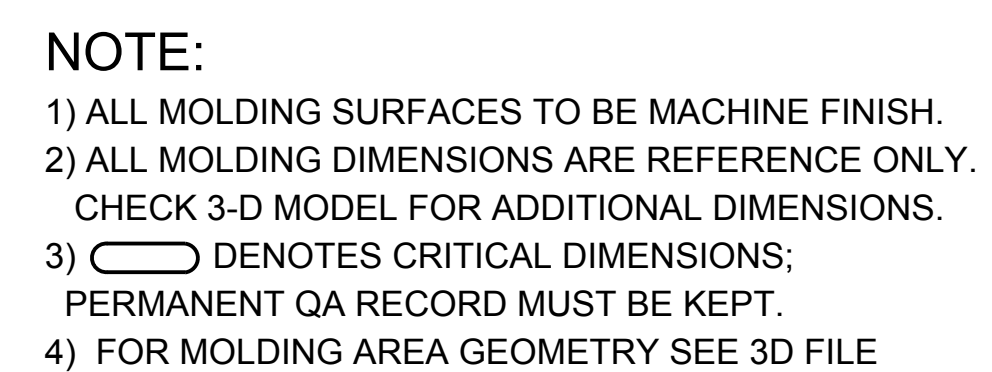 NOTE:
1) ALL MOLDING SURFACES TO BE MACHINE FINISH.
2) ALL MOLDING DIMENSIONS ARE REFERENCE ONLY.
CHECK 3-D MODEL FOR ADDITIONAL DIMENSIONS.
3) DENOTES CRITICAL DIMENSIONS;
PERMANENT QA RECORD MUST BE KEPT.
4) FOR MOLDING AREA GEOMETRY SEE 3D FILE